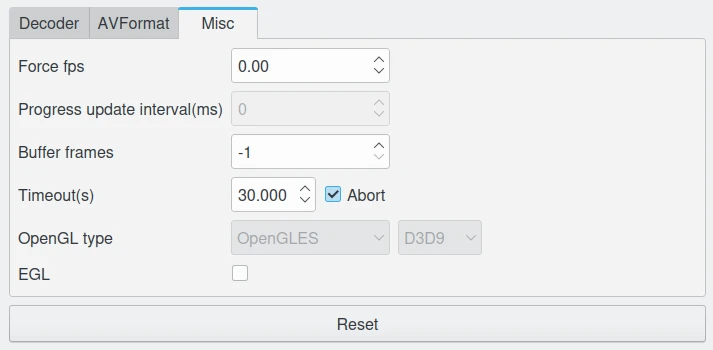 Decoder AVFormat Misc
Force fps 0.00
Progress update interval(ms) 0
Buffer frames -1
Timeout(s) 30.000 Abort
OpenGL type OpenGLES D3D9
EGL
Reset